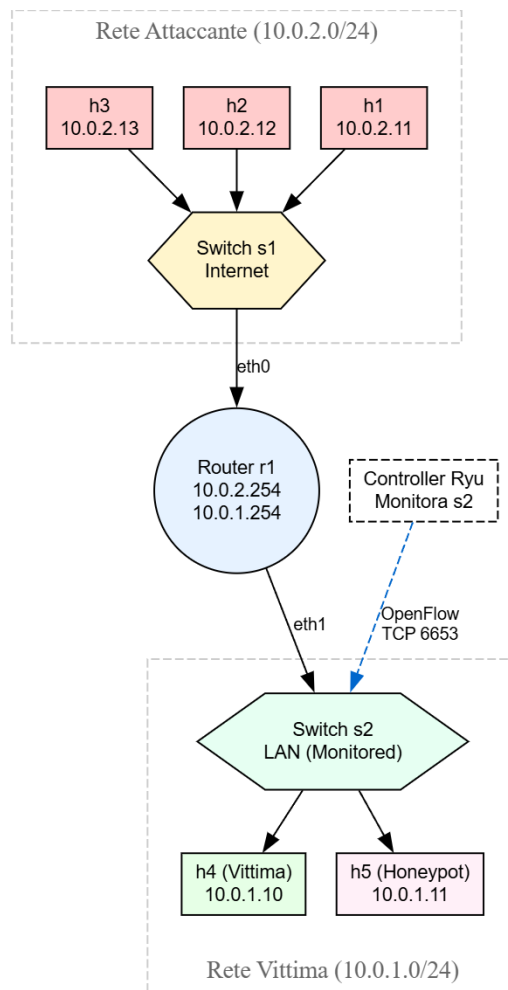 Rete Attaccante (10.0.2.0/24)
h3
10.0.2.13
h2
10.0.2.12
h1
10.0.2.11
Switch s1
Internet
eth0
Router r1
10.0.2.254
10.0.1.254
Controller Ryu
Monitora s2
eth1
OpenFlow
TCP 6653
Switch s2
LAN (Monitored)
h4 (Vittima)
10.0.1.10
h5 (Honeypot)
10.0.1.11
Rete Vittima (10.0.1.0/24)